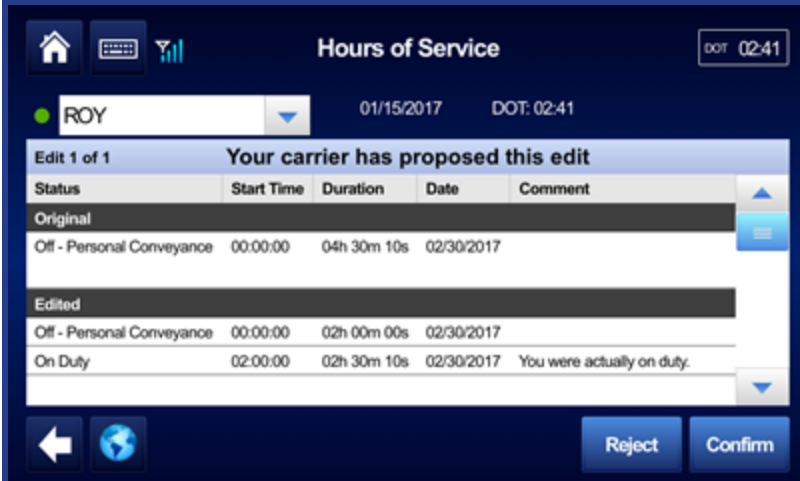 Hours of Service
DOT 02:41
ROY
01/15/2017 DOT: 02:41
Edit 1 of 1 Your carrier has proposed this edit
Status Start Time Duration Date Comment
Original
Off - Personal Conveyance 00:00:00 04h 30m 10s 02/30/2017
Edited
Off - Personal Conveyance 00:00:00 02h 00m 00s 02/30/2017
On Duty 02:00:00 02h 30m 10s 02/30/2017 You were actually on duty.
Reject Confirm